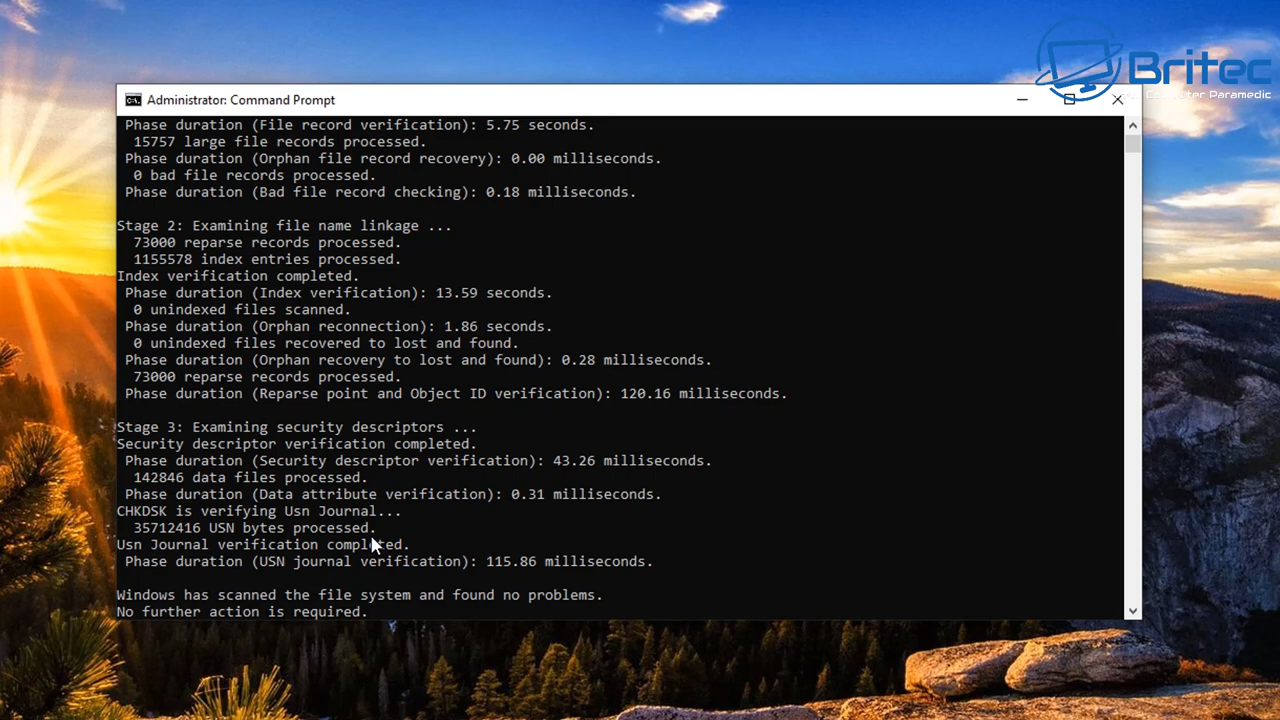 Britec
Computer Paramedic
Administrator: Command Prompt
Phase duration (File record verification): 5.75 seconds.
15757 large file records processed.
Phase duration (Orphan file record recovery): 0.00 milliseconds.
0 bad file records processed.
Phase duration (Bad file record checking): 0.18 milliseconds.
Stage 2: Examining file name linkage ...
73000 reparse records processed.
1155578 index entries processed.
Index verification completed.
Phase duration (Index verification): 13.59 seconds.
0 unindexed files scanned.
Phase duration (Orphan reconnection): 1.86 seconds.
0 unindexed files recovered to lost and found.
Phase duration (Orphan recovery to lost and found): 0.28 milliseconds.
73000 reparse records processed.
Phase duration (Reparse point and Object ID verification): 120.16 milliseconds.
Stage 3: Examining security descriptors ...
Security descriptor verification completed.
Phase duration (Security descriptor verification): 43.26 milliseconds.
142846 data files processed.
Phase duration (Data attribute verification): 0.31 milliseconds.
CHKDSK is verifying Usn Journal...
35712416 USN bytes processed.
Usn Journal verification completed.
Phase duration (USN journal verification): 115.86 milliseconds.
Windows has scanned the file system and found no problems.
No further action is required.